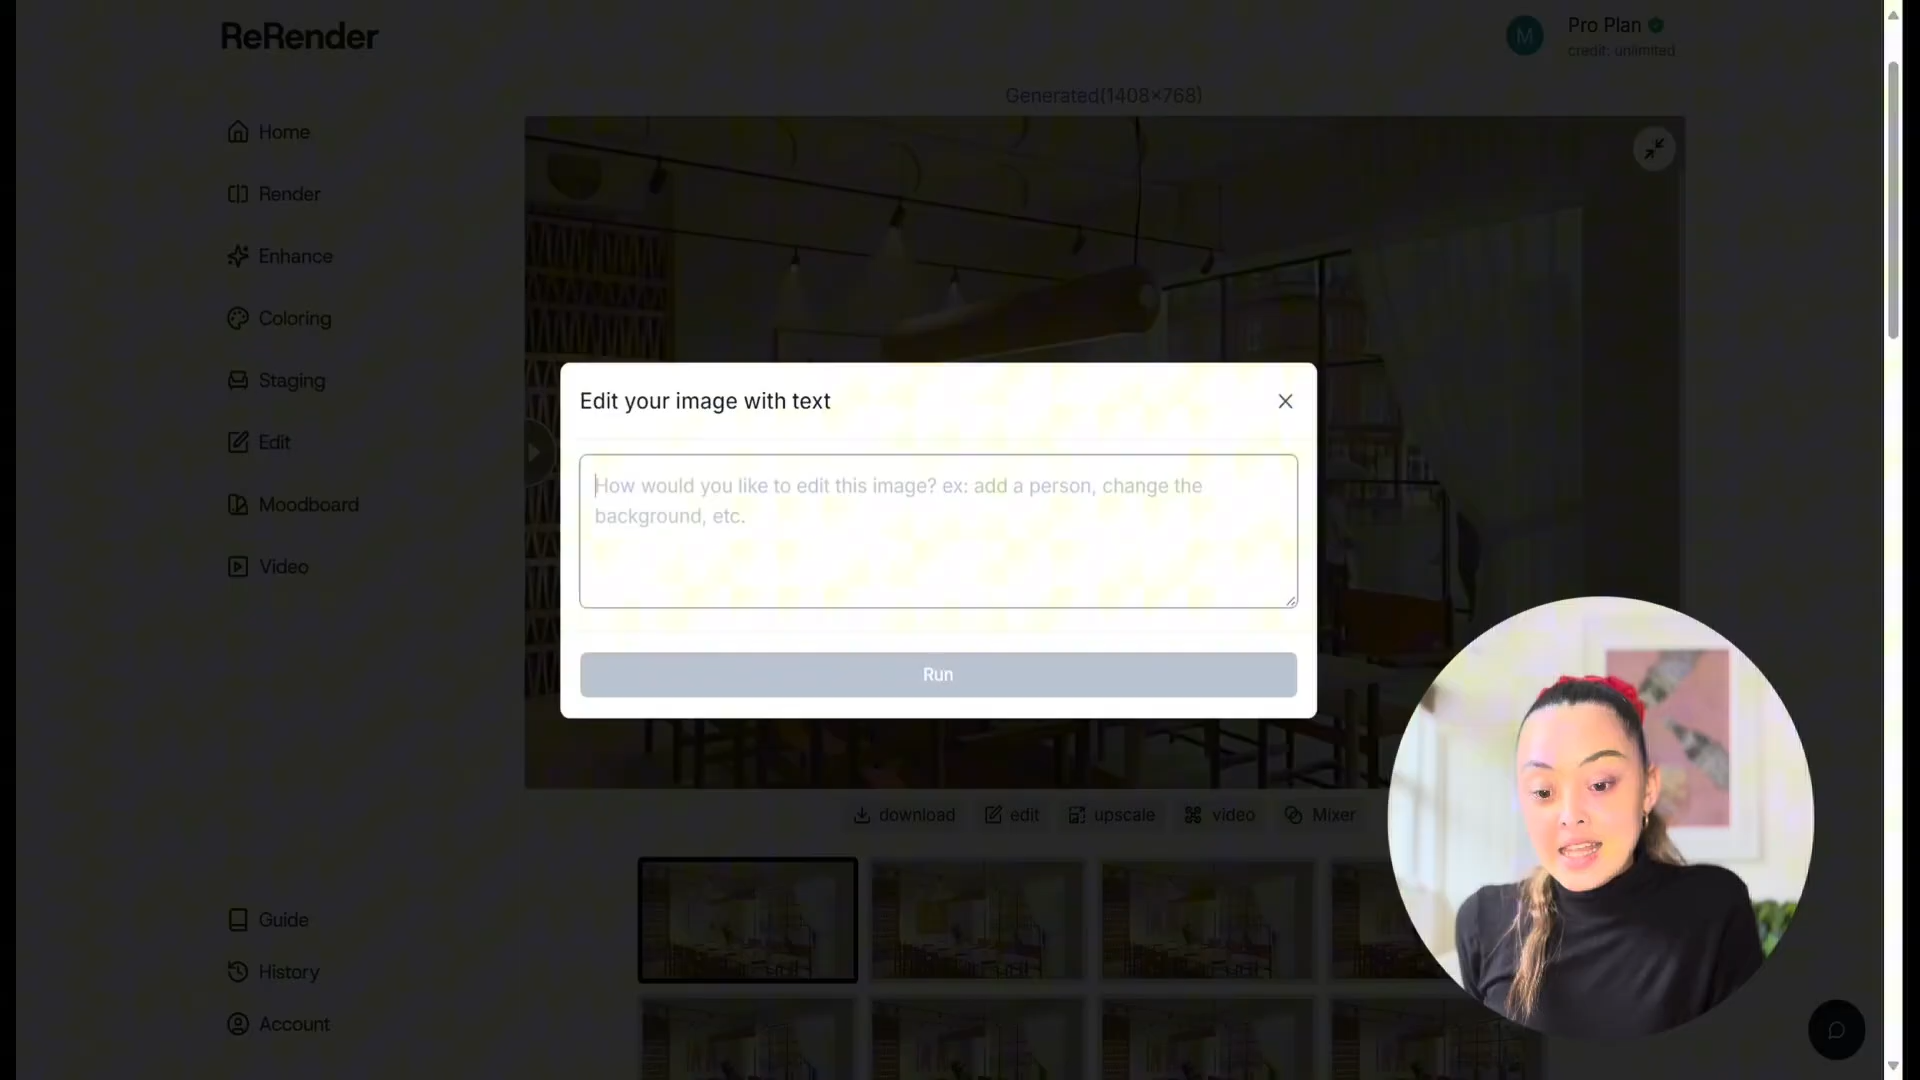 ReRender
M
Pro Plan
credit: unlimited
Generated(1408×768)
Home
Render
Enhance
Coloring
Staging
Edit
Moodboard
Video
Edit your image with text
How would you like to edit this image? ex: add a person, change the
background, etc.
Run
download edit upscale video Mixer
Guide
History
Account